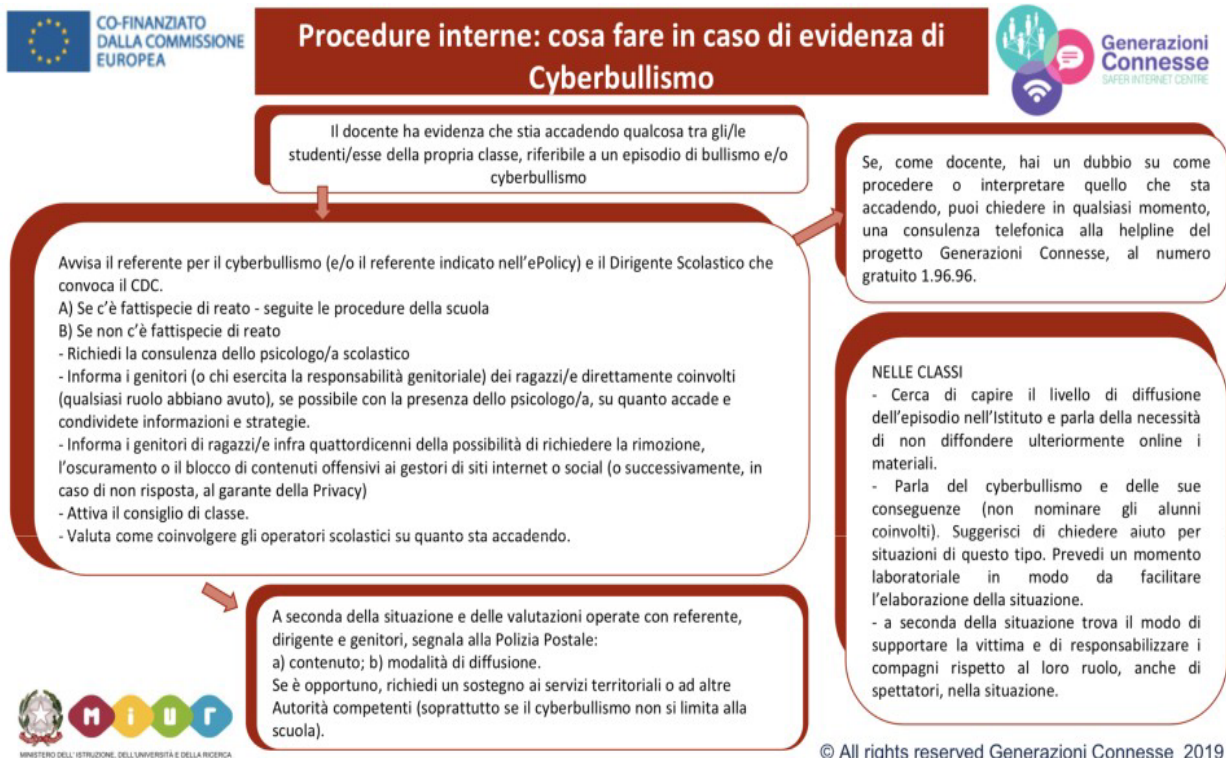 CO-FINANZIATO
DALLA COMMISSIONE
EUROPEA
Procedure interne: cosa fare in caso di evidenza di
Cyberbullismo
Generazioni
Connesse
SAFER INTERNET CENTRE
Il docente ha evidenza che stia accadendo qualcosa tra gli/le
studenti/esse della propria classe, riferibile a un episodio di bullismo e/o
cyberbullismo
Se, come docente, hai un dubbio su come
procedere o interpretare quello che sta
accadendo, puoi chiedere in qualsiasi momento,
una consulenza telefonica alla helpline del
progetto Generazioni Connesse, al numero
gratuito 1.96.96.
Avvisa il referente per il cyberbullismo (e/o il referente indicato nell'ePolicy) e il Dirigente Scolastico che
convoca il CDC.
A) Se c'è fattispecie di reato - seguite le procedure della scuola
B) Se non c'è fattispecie di reato
- Richiedi la consulenza dello psicologo/a scolastico
- Informa i genitori (o chi esercita la responsabilità genitoriale) dei ragazzi/e direttamente coinvolti
(qualsiasi ruolo abbiano avuto), se possibile con la presenza dello psicologo/a, su quanto accade e
condividete informazioni e strategie.
- Informa i genitori di ragazzi/e infra quattordicenni della possibilità di richiedere la rimozione,
l'oscuramento o il blocco di contenuti offensivi ai gestori di siti internet o social (o successivamente, in
caso di non risposta, al garante della Privacy)
- Attiva il consiglio di classe.
- Valuta come coinvolgere gli operatori scolastici su quanto sta accadendo.
NELLE CLASSI
- Cerca di capire il livello di diffusione
dell'episodio nell'Istituto e parla della necessità
di non diffondere ulteriormente online i
materiali.
- Parla del cyberbullismo e delle sue
conseguenze (non nominare gli alunni
coinvolti). Suggerisci di chiedere aiuto per
situazioni di questo tipo. Prevedi un momento
laboratoriale in modo da facilitare
l'elaborazione della situazione.
- a seconda della situazione trova il modo di
supportare la vittima e di responsabilizzare i
compagni rispetto al loro ruolo, anche di
spettatori, nella situazione.
A seconda della situazione e delle valutazioni operate con referente,
dirigente e genitori, segnala alla Polizia Postale:
a) contenuto; b) modalità di diffusione.
Se è opportuno, richiedi un sostegno ai servizi territoriali o ad altre
Autorità competenti (soprattutto se il cyberbullismo non si limita alla
scuola).
MiUr
MINISTERO DELL' ISTRUZIONE, DELL'UNIVERSITÀ E DELLA RICERCA
© All rights reserved Generazioni Connesse 2019